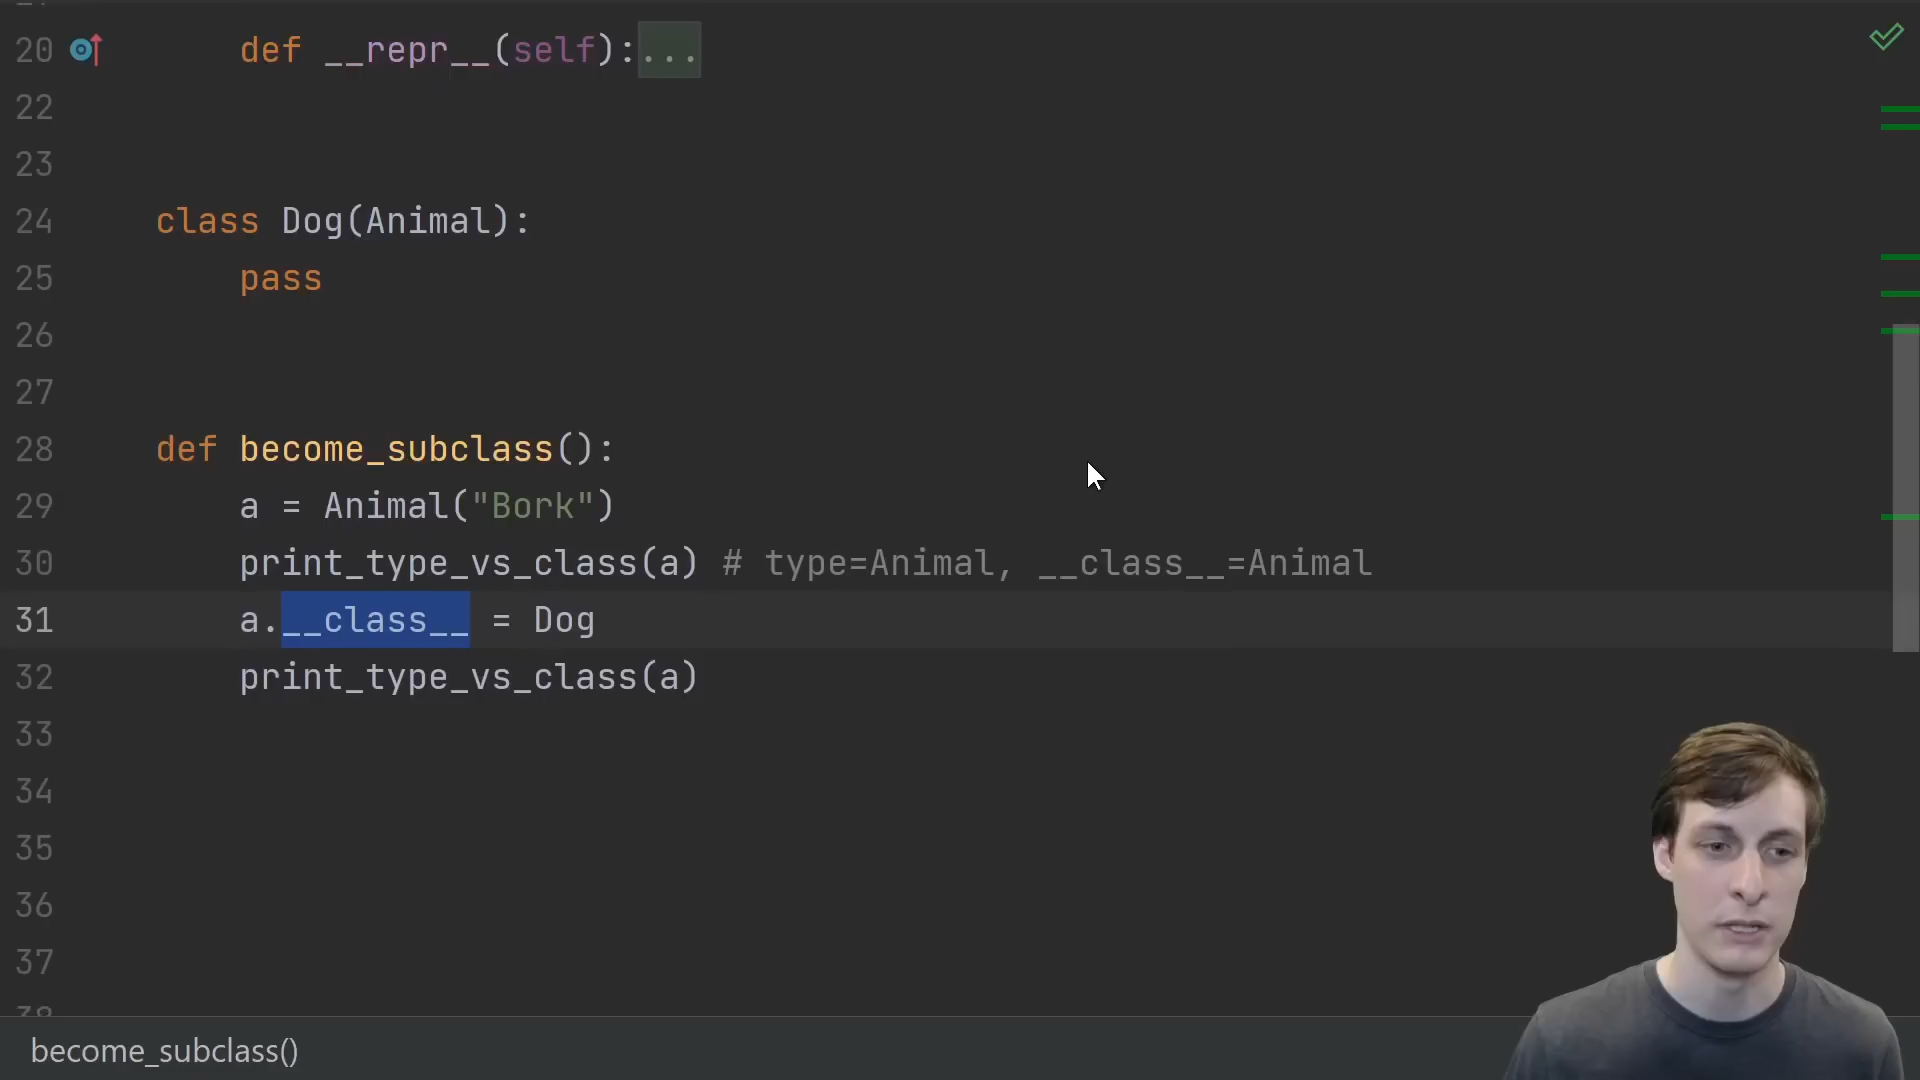 20 def __repr__(self):...
22
23
24 class Dog(Animal):
25 pass
26
27
28 def become_subclass():
29 a = Animal("Bork")
30 print_type_vs_class(a) # type=Animal, __class__=Animal
31 a.__class__ = Dog
32 print_type_vs_class(a)
33
34
35
36
37
become_subclass()